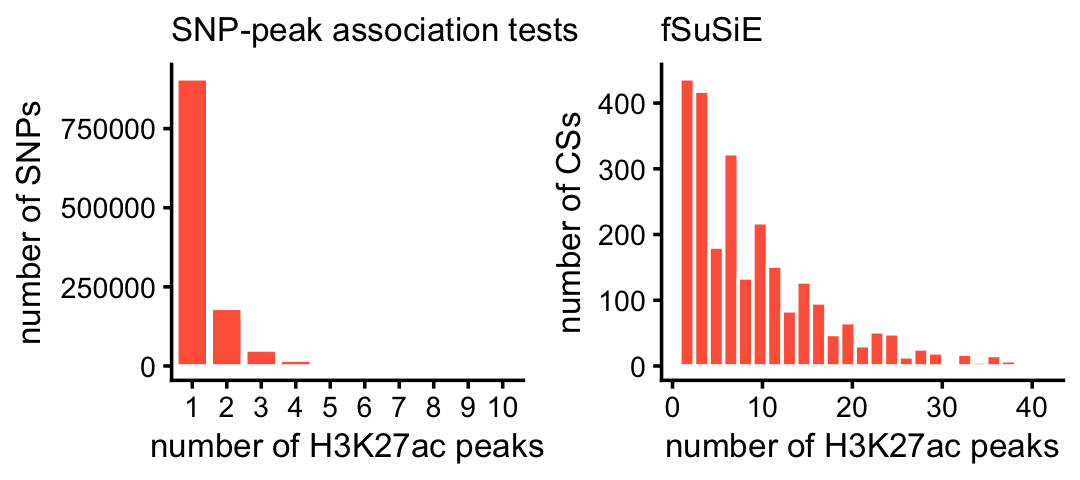 SNP-peak association tests
number of SNPs
750000
500000
250000
0
1 2 3 4 5 6 7 8 9 10
number of H3K27ac peaks
fSuSiE
number of CSs
400
300
200
100
0
0 10 20 30 40
number of H3K27ac peaks